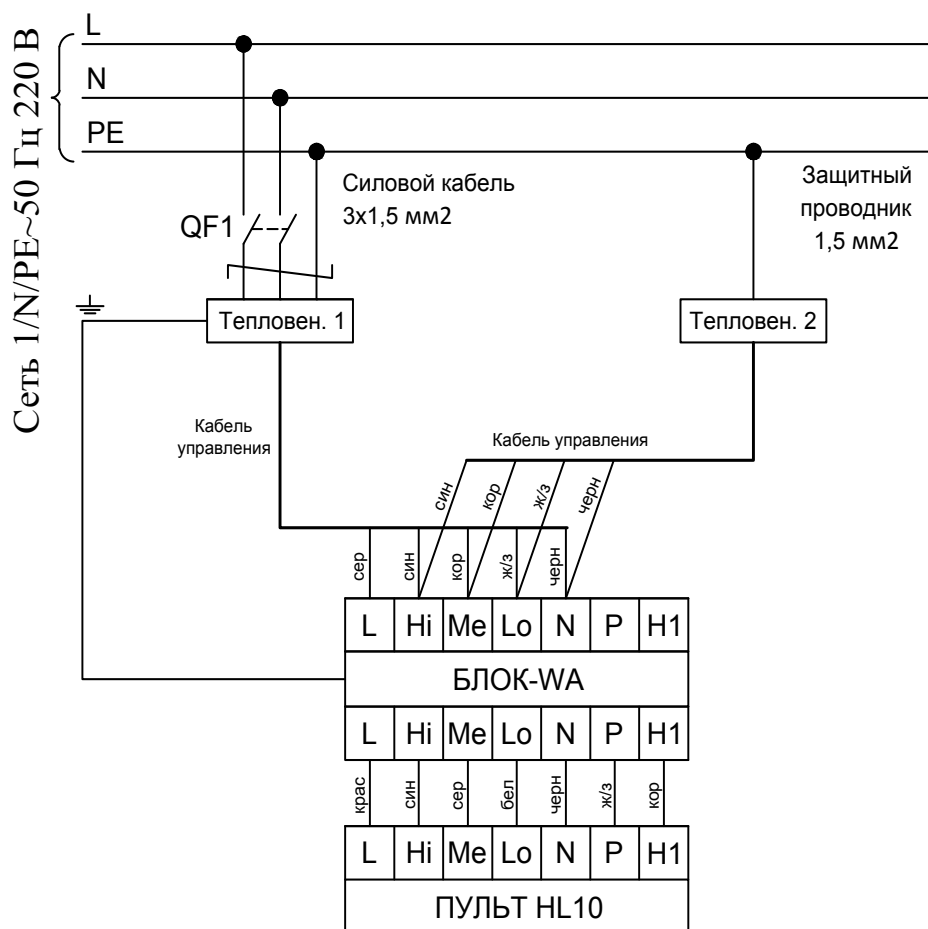 Сеть 1/N/PE~50 Гц 220 В
L
N
PE
QF1
Силовой кабель
3х1,5 мм2
Защитный
проводник
1,5 мм2
Тепловен. 1
Тепловен. 2
Кабель
управления
Кабель управления
син
кор
ж/з
черн
сер
син
кор
ж/з
черн
L Hi Me Lo N P H1
БЛОК-WA
L Hi Me Lo N P H1
крас
син
сер
бел
черн
ж/з
кор
L Hi Me Lo N P H1
ПУЛЬТ HL10